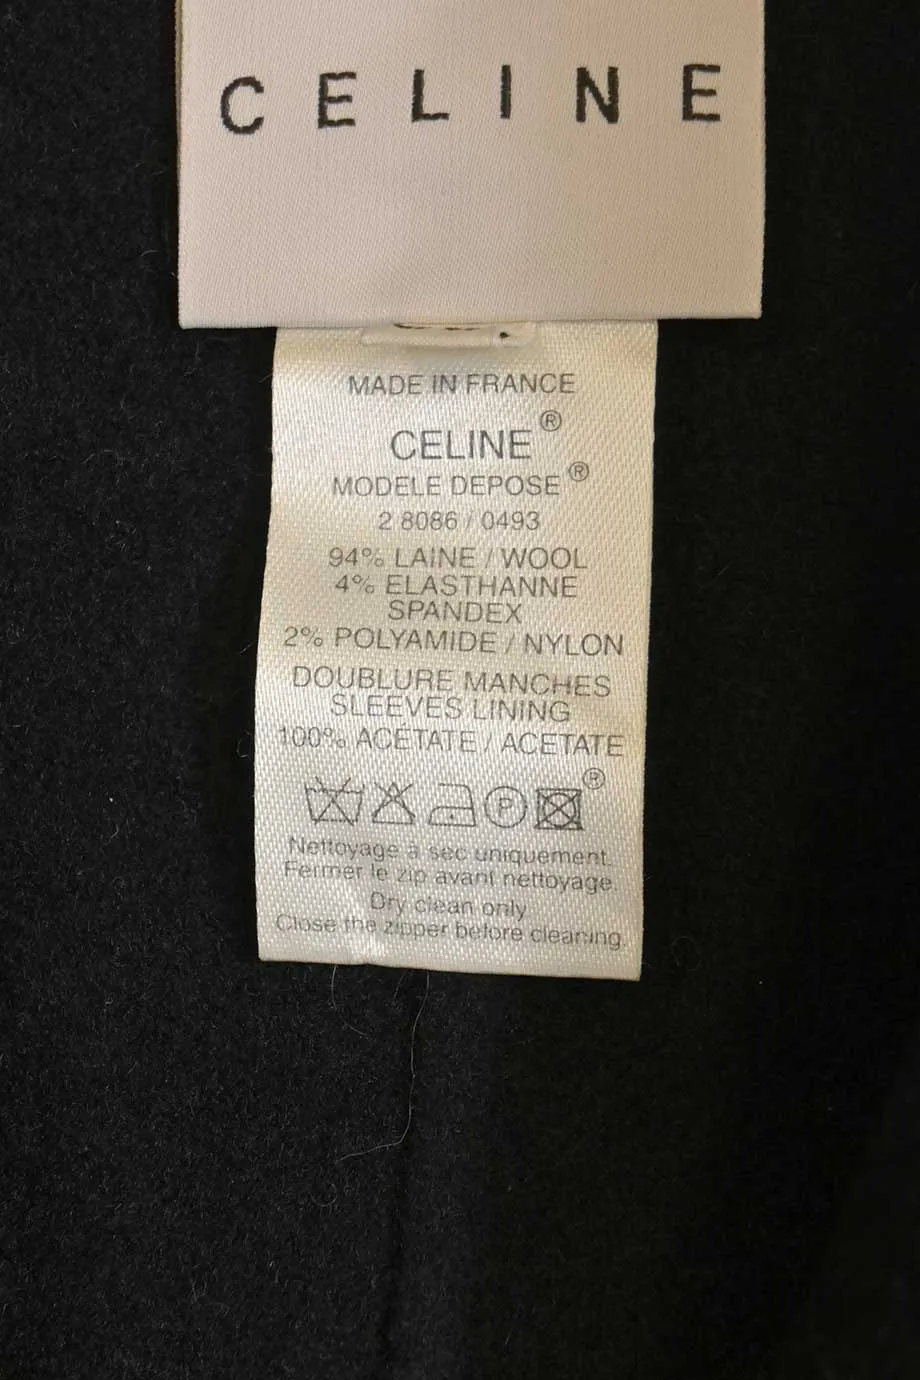 CELINE
MADE IN FRANCE
CELINE®
MODELE DEPOSE®
2 8086 / 0493
94% LAINE / WOOL
4% ELASTHANNE
SPANDEX
2% POLYAMIDE / NYLON
DOUBLURE MANCHES
SLEEVES LINING
100% ACETATE / ACETATE
®
P
Nettoyage à sec uniquement.
Fermer le zip avant nettoyage.
Dry clean only
Close the zipper before cleaning.